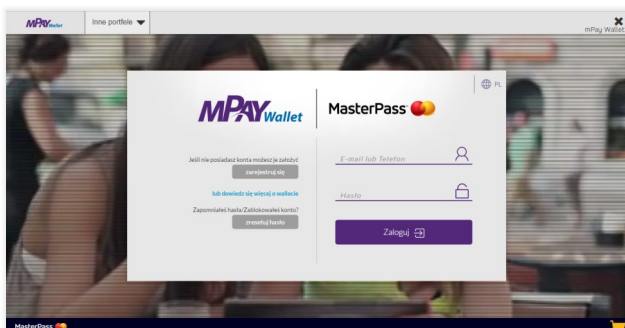 MPAY Wallet
Inne portfele
mPay Wallet
PL
MPAY Wallet
MasterPass
Jeśli nie posiadasz konta możesz je założyć
zarejestruj się
lub dowiedz się więcej o wallecie
Zapomniałeś hasła/Zablokowałeś konto?
zresetuj hasło
E-mail lub Telefon
Hasło
Zaloguj
MasterPass